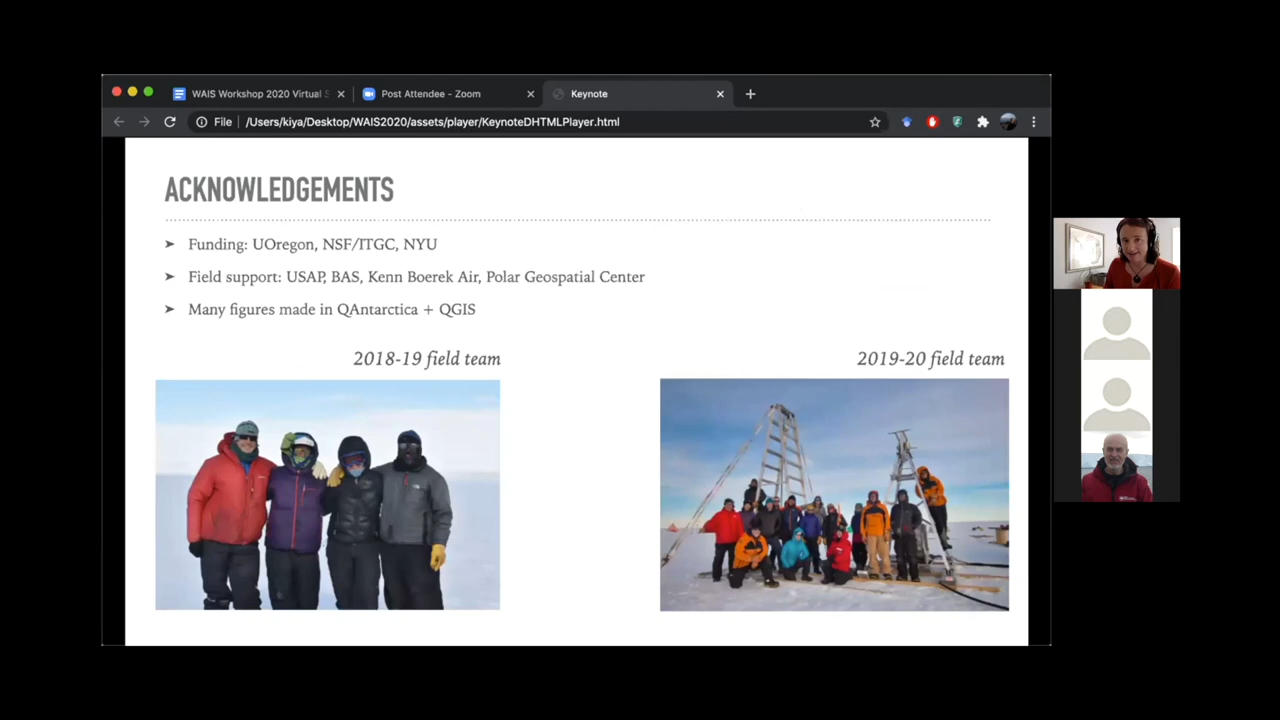 WAIS Workshop 2020 Virtual S
Post Attendee - Zoom
Keynote
File
/Users/kiya/Desktop/WAIS2020/assets/player/KeynoteDHTMLPlayer.html
ACKNOWLEDGEMENTS
➤ Funding: UOregon, NSF/ITGC, NYU
➤ Field support: USAP, BAS, Kenn Boerek Air, Polar Geospatial Center
➤ Many figures made in QAntarctica + QGIS
2018-19 field team
2019-20 field team